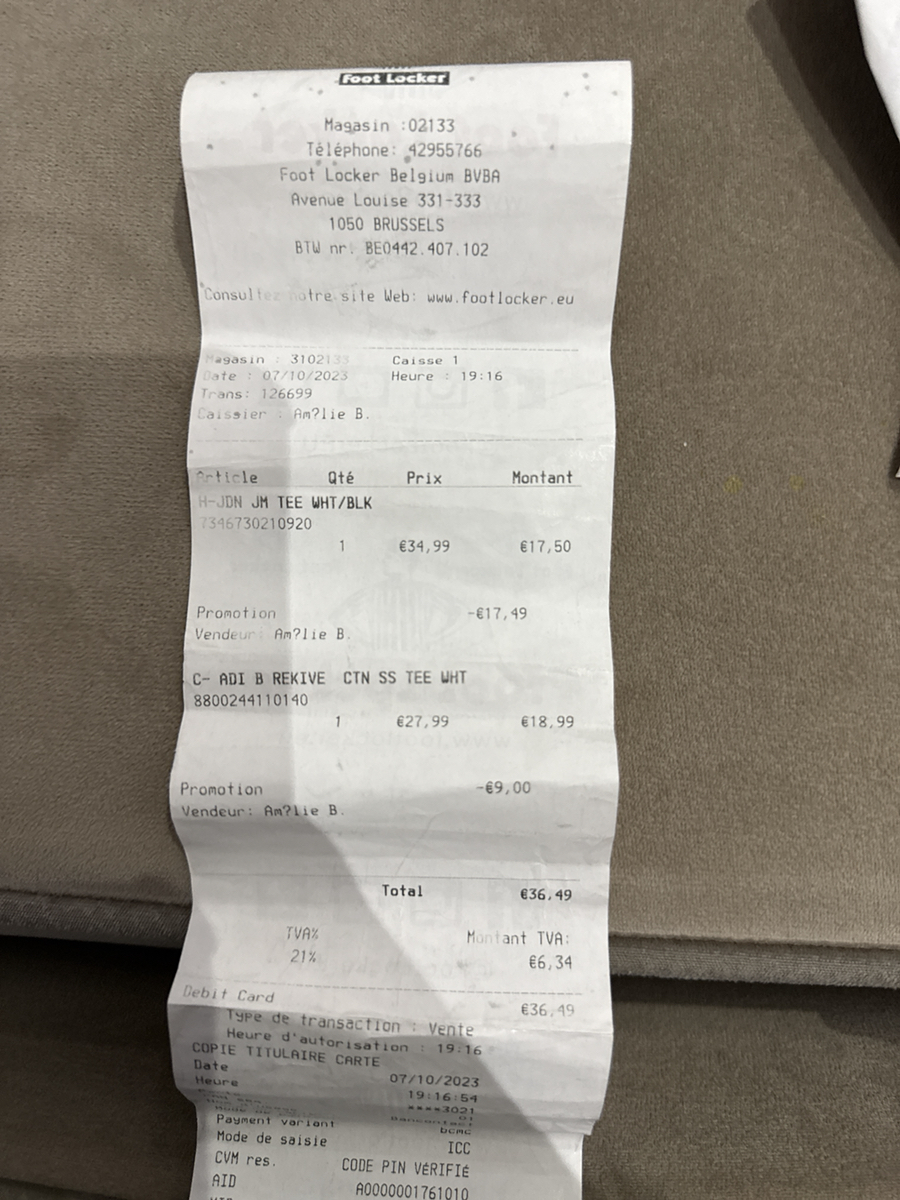 Foot Locker
Magasin :02133
Téléphone: 42955766
Foot Locker Belgium BVBA
Avenue Louise 331-333
1050 BRUSSELS
BTW nr. BE0442.407.102
Consultez notre site Web: www.footlocker.eu
Magasin : 3102133 Caisse 1
Date : 07/10/2023 Heure : 19:16
Trans: 126699
Caissier : Am?lie B.
Article Qté Prix Montant
H-JDN JM TEE WHT/BLK
7346730210920
1 €34,99 €17,50
Promotion -€17,49
Vendeur: Am?lie B.
C- ADI B REKIVE CTN SS TEE WHT
8800244110140
1 €27,99 €18,99
Promotion -€9,00
Vendeur: Am?lie B.
Total €36,49
TVA% Montant TVA:
21% €6,34
Debit Card €36,49
Type de transaction : Vente
Heure d'autorisation : 19:16
COPIE TITULAIRE CARTE
Date 07/10/2023
Heure 19:16:54
****3021
01
Bancontact
Payment variant bcmc
Mode de saisie ICC
CVM res. CODE PIN VÉRIFIÉ
AID A0000001761010